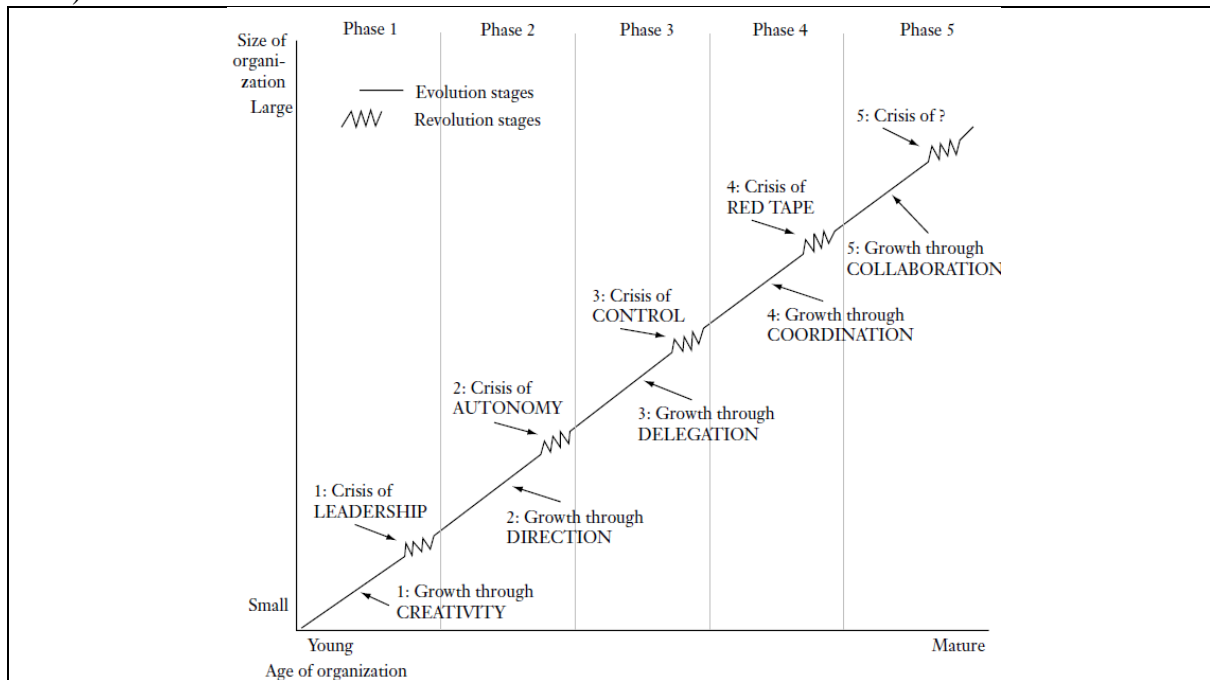 Phase 1
Phase 2
Phase 3
Phase 4
Phase 5
Size of
organi-
zation
Large
Evolution stages
Revolution stages
5: Crisis of ?
4: Crisis of
RED TAPE
5: Growth through
COLLABORATION
3: Crisis of
CONTROL
4: Growth through
COORDINATION
2: Crisis of
AUTONOMY
3: Growth through
DELEGATION
1: Crisis of
LEADERSHIP
2: Growth through
DIRECTION
1: Growth through
CREATIVITY
Small
Young
Mature
Age of organization